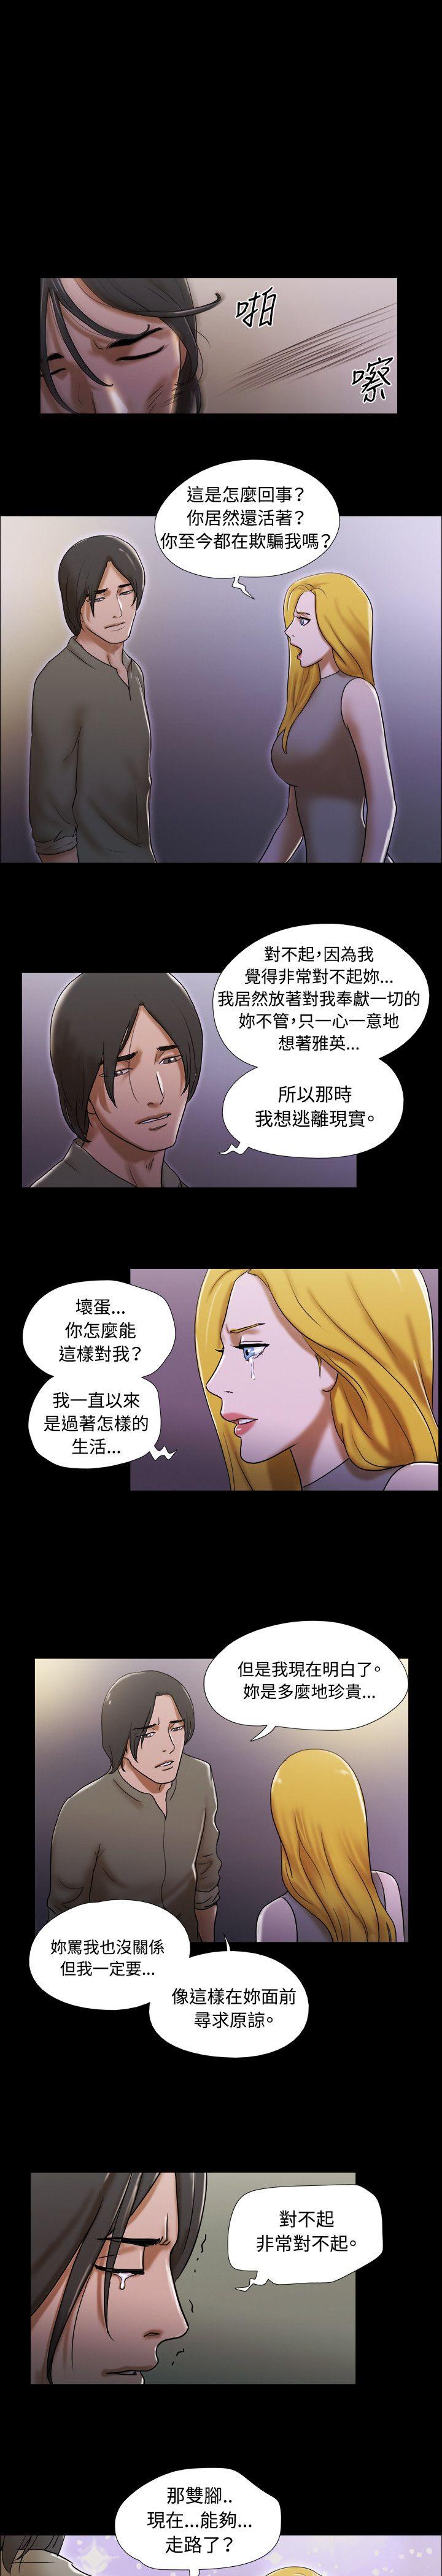 啪
嚓
這是怎麼回事？
你居然還活著？
你至今都在欺騙我嗎？
對不起，因為我
覺得非常對不起妳...
我居然放著對我奉獻一切的
妳不管，只一心一意地
想著雅英...
所以那時
我想逃離現實。
壞蛋...
你怎麼能
這樣對我？
我一直以來
是過著怎樣的
生活...
但是我現在明白了。
妳是多麼地珍貴...
妳罵我也沒關係
但我一定要...
像這樣在妳面前
尋求原諒。
對不起
非常對不起。
那雙腳..
現在...能夠...
走路了？